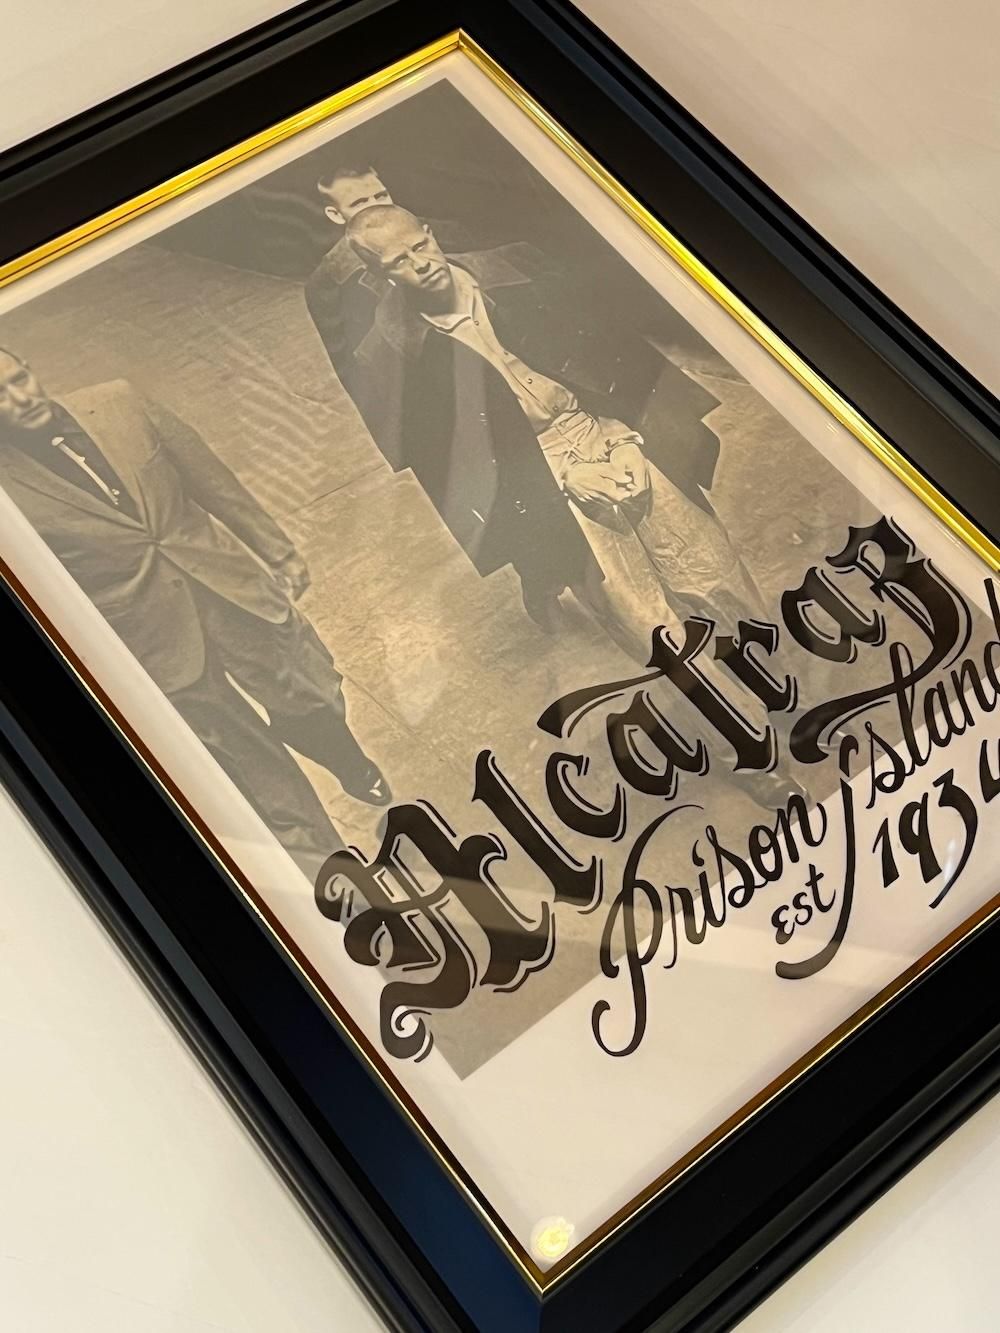 Alcatraz
Prison Island
est 1934